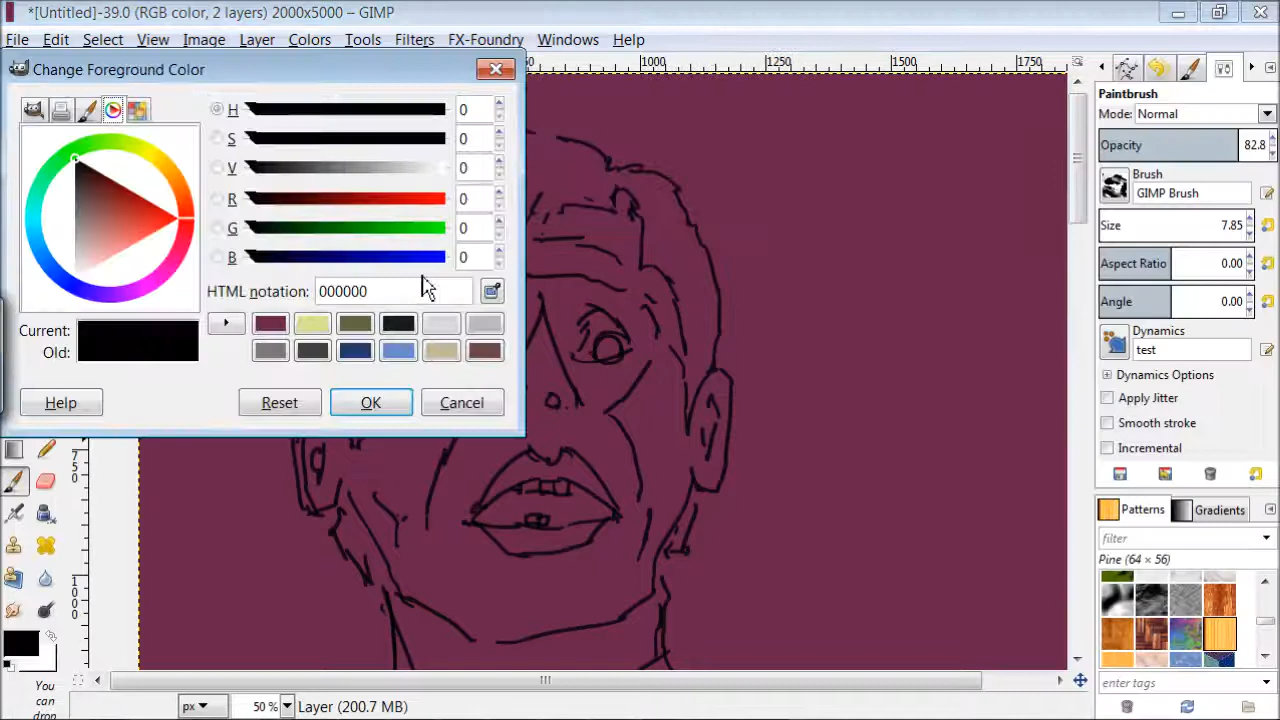 *[Untitled]-39.0 (RGB color, 2 layers) 2000x5000 – GIMP
File Edit Select View Image Layer Colors Tools Filters FX-Foundry Windows Help
Change Foreground Color
H 0
S 0
V 0
R 0
G 0
B 0
HTML notation: 000000
Current:
Old:
Help Reset OK Cancel
1000 1250 1500 1750
750
1000
You
can
drop
px 50 % Layer (200.7 MB)
Paintbrush
Mode: Normal
Opacity 82.8
Brush
GIMP Brush
Size 7.85
Aspect Ratio 0.00
Angle 0.00
Dynamics
test
Dynamics Options
Apply Jitter
Smooth stroke
Incremental
Patterns Gradients
filter
Pine (64 × 56)
enter tags